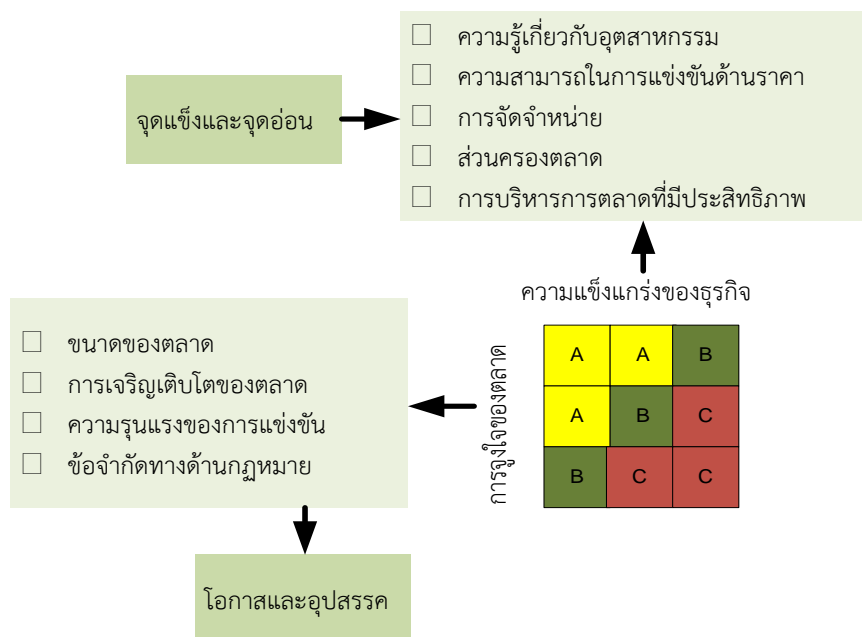 ☐ ความรู้เกี่ยวกับอุตสาหกรรม
☐ ความสามารถในการแข่งขันด้านราคา
☐ การจัดจำหน่าย
☐ ส่วนครองตลาด
☐ การบริหารการตลาดที่มีประสิทธิภาพ
จุดแข็งและจุดอ่อน
ความแข็งแกร่งของธุรกิจ
☐ ขนาดของตลาด
☐ การเจริญเติบโตของตลาด
☐ ความรุนแรงของการแข่งขัน
☐ ข้อจำกัดทางด้านกฏหมาย
การจูงใจของตลาด
A A B
A B C
B C C
โอกาสและอุปสรรค